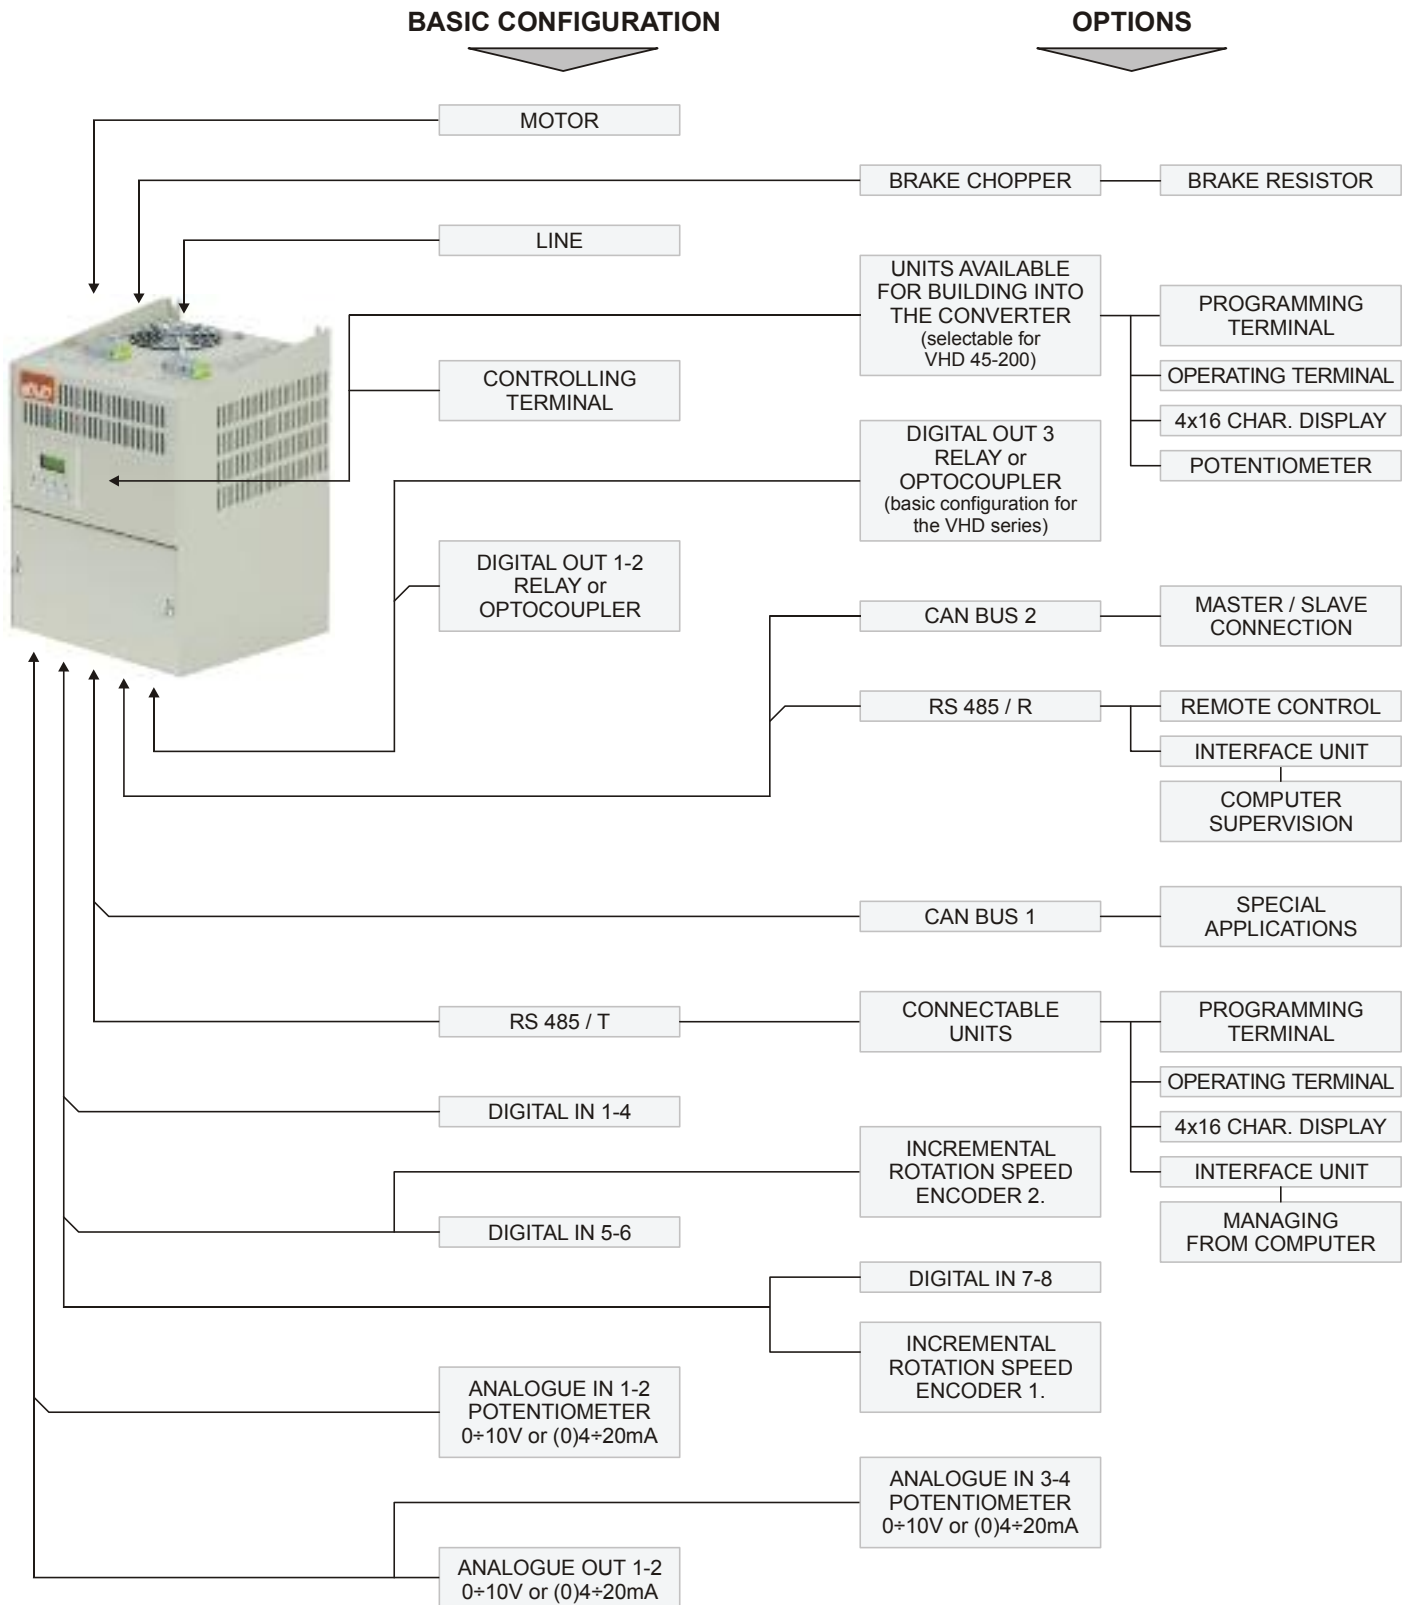 BASIC CONFIGURATION
OPTIONS
MOTOR
BRAKE CHOPPER
BRAKE RESISTOR
LINE
UNITS AVAILABLE
FOR BUILDING INTO
THE CONVERTER
(selectable for
VHD 45-200)
PROGRAMMING
TERMINAL
OPERATING TERMINAL
4x16 CHAR. DISPLAY
POTENTIOMETER
CONTROLLING
TERMINAL
DIGITAL OUT 3
RELAY or
OPTOCOUPLER
(basic configuration for
the VHD series)
DIGITAL OUT 1-2
RELAY or
OPTOCOUPLER
CAN BUS 2
MASTER / SLAVE
CONNECTION
RS 485 / R
REMOTE CONTROL
INTERFACE UNIT
COMPUTER
SUPERVISION
CAN BUS 1
SPECIAL
APPLICATIONS
RS 485 / T
CONNECTABLE
UNITS
PROGRAMMING
TERMINAL
OPERATING TERMINAL
4x16 CHAR. DISPLAY
INTERFACE UNIT
MANAGING
FROM COMPUTER
DIGITAL IN 1-4
INCREMENTAL
ROTATION SPEED
ENCODER 2.
DIGITAL IN 5-6
DIGITAL IN 7-8
INCREMENTAL
ROTATION SPEED
ENCODER 1.
ANALOGUE IN 1-2
POTENTIOMETER
0÷10V or (0)4÷20mA
ANALOGUE IN 3-4
POTENTIOMETER
0÷10V or (0)4÷20mA
ANALOGUE OUT 1-2
0÷10V or (0)4÷20mA